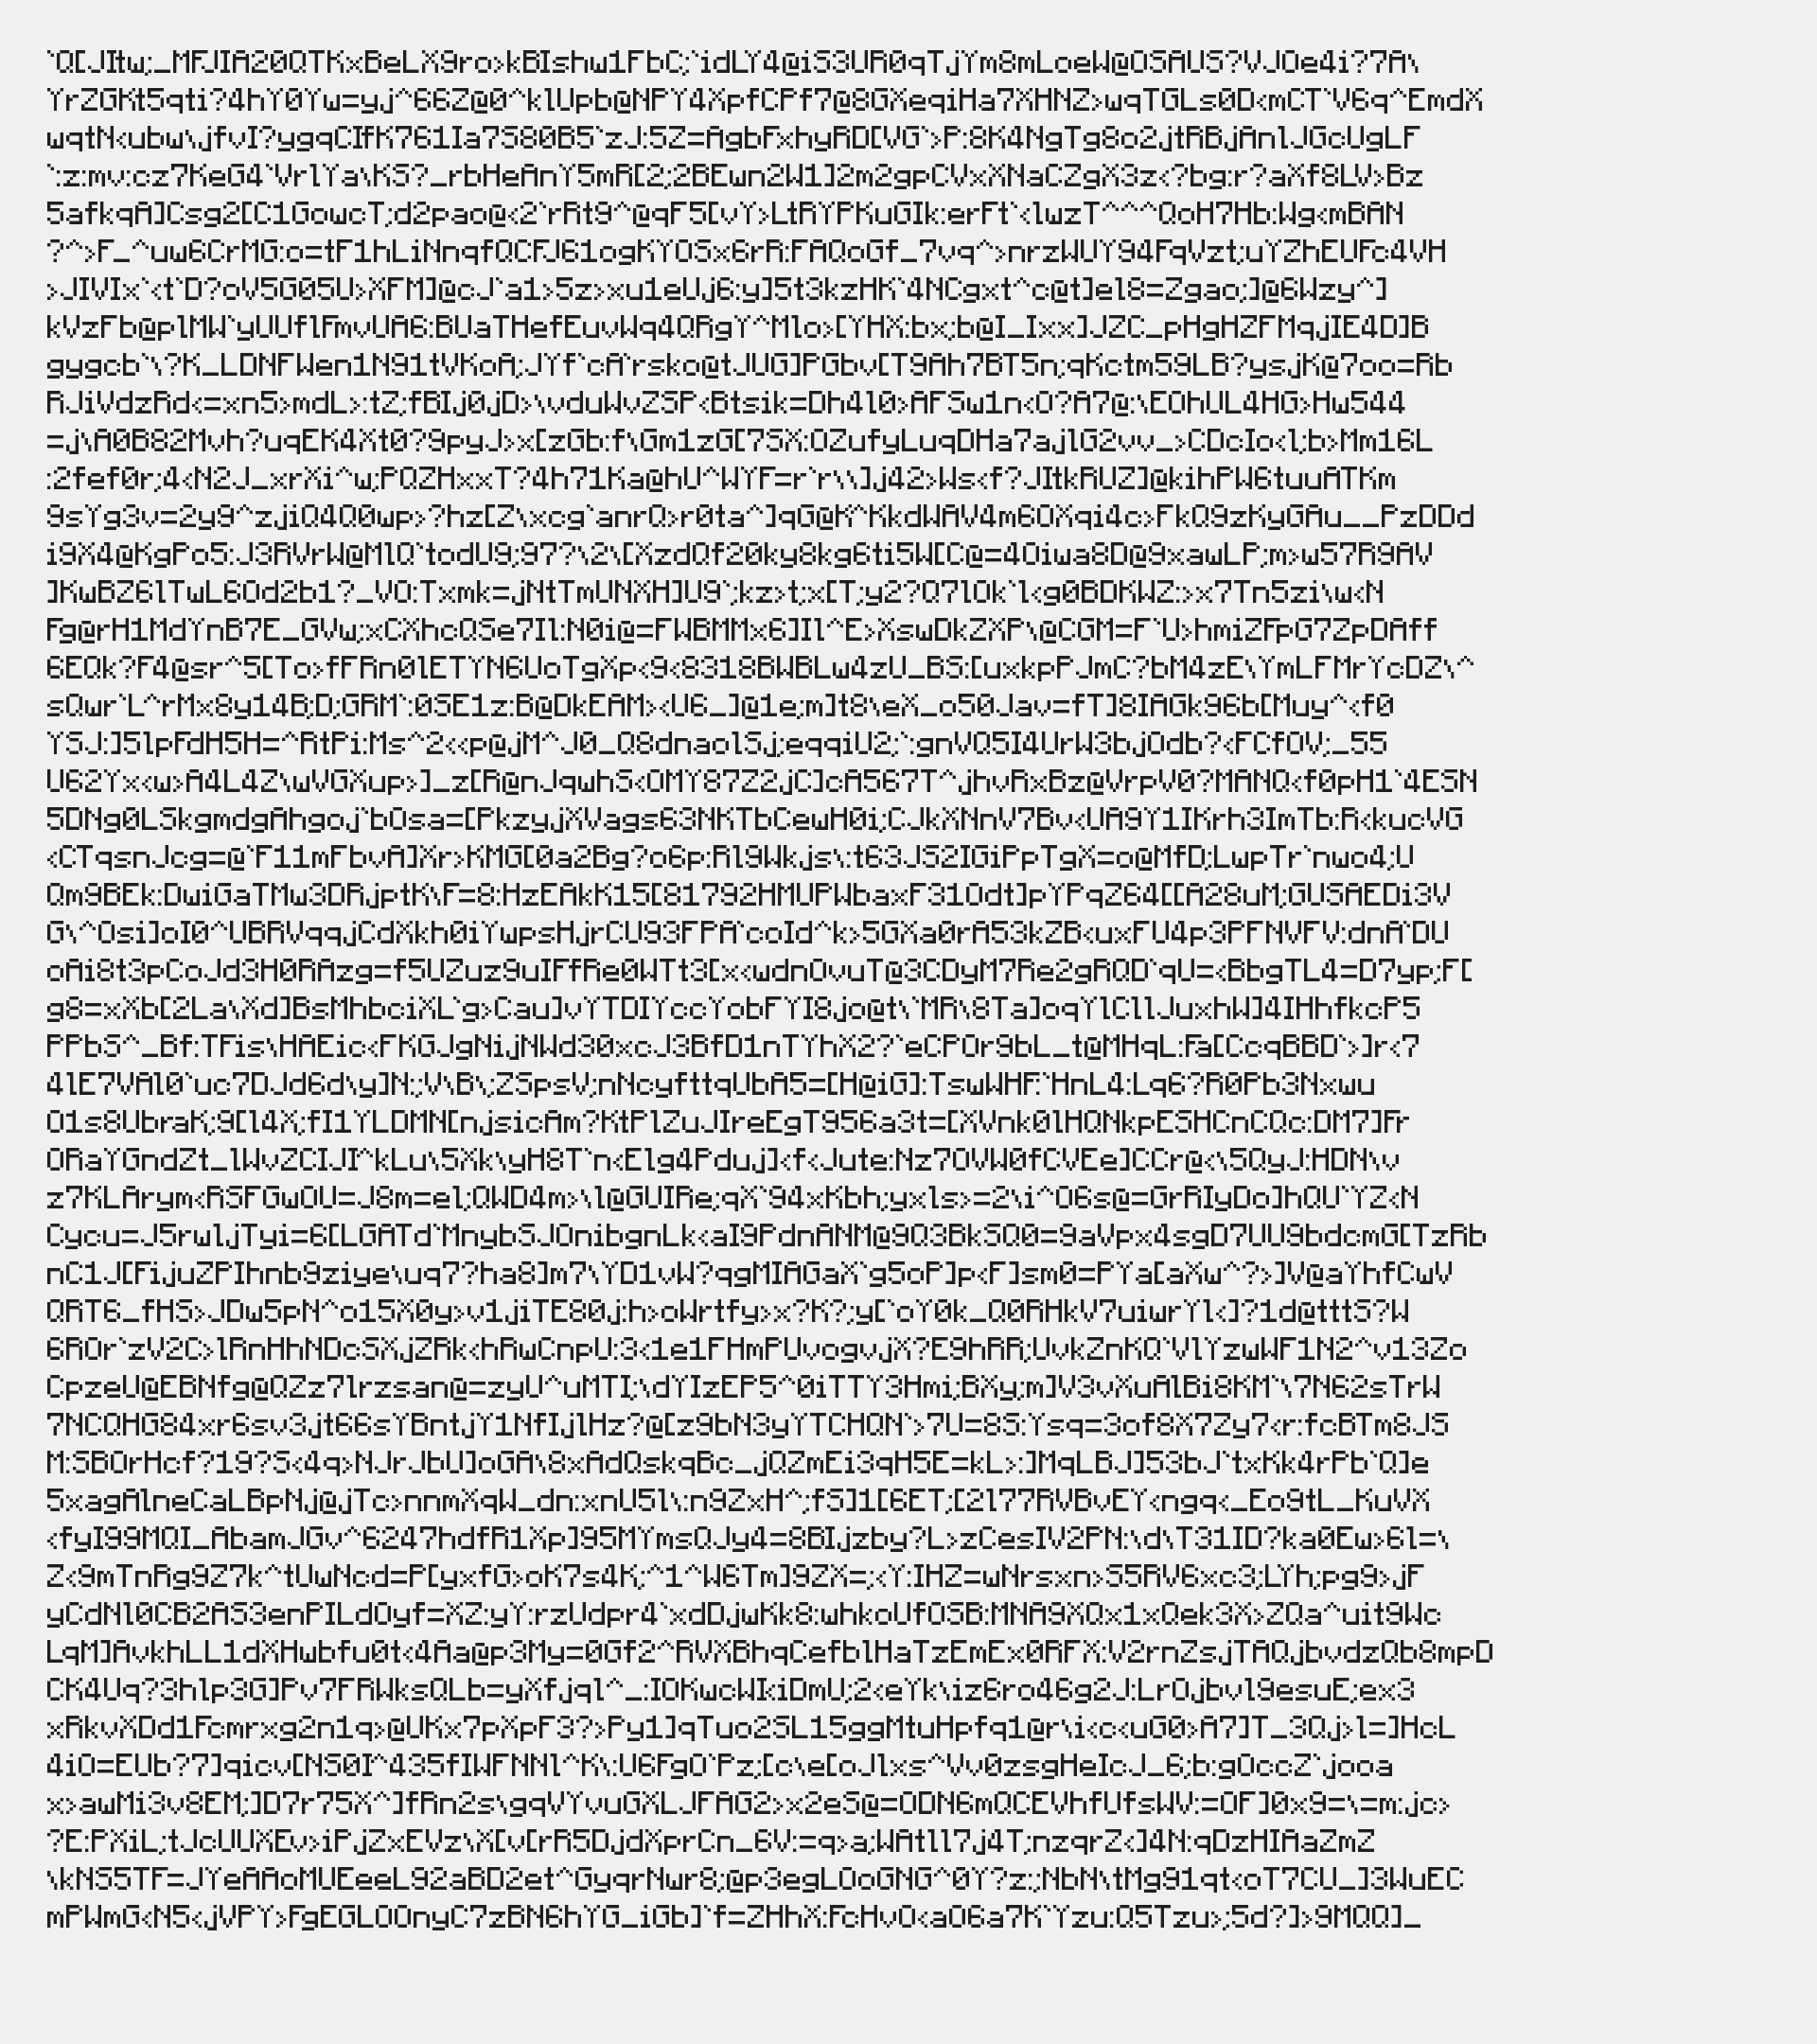 `Q[JItw;_MFJIA20QTKxBeLX9ro>kBIshw1FbC;`idLY4@iS3UR0qTjYm8mLoeW@OSAUS?VJOe4i?7A\
YrZGKt5qti?4hY0Yw=yj^66Z@0^klUpb@NPY4XpfCPf7@8GXeqiHa7XHNZ>wqTGLs0D<mCT`V6q^EmdX
wqtN<ubw\jfvI?ygqCIfK761Ia7S80B5`zJ:5Z=AgbFxhyRD[VG`>P:8K4NgTg8o2jtRBjAnlJGcUgLF
`:z:mv:cz7KeG4`VrlYa\KS?_rbHeAnY5mR[2;2BEwn2W1]2m2gpCVxXNaCZgX3z<?bg:r?aXf8LV>Bz
5afkqA]Csg2[C1GowcT;d2pao@<2`rRt9^@qF5[vY>LtRYPKuGIk:erFt`<lwzT^^^QoH7Hb:Wg<mBAN
?^>F_^uw6CrMG:o=tF1hLiNnqfQCFJ61ogKYOSx6rR:FAQoGf_7vq^>nrzWUY94FqVzt;uYZhEUFc4VH
>JIVIx`<t`D?oV5G05U>XFM]@cJ`a1>5z>xu1eUj6:y]5t3kzHK`4NCgxt^c@t]el8=Zgao;]@6Wzy^]
kVzFb@plMW`yUUflFmvUA6:BUaTHefEuvWq4QRgY^Mlo>[YHX:bx;b@I_Ixx]JZC_pHgHZFMqjIE4D]B
gygcb`\?K_LDNFWen1N91tVKoA;JYf`cA`rsko@tJUG]PGbv[T9Ah7BT5n;qKctm59LB?ysjK@7oo=Rb
RJiVdzRd<=xn5>mdL>:tZ;fBIj0jD>\vduWvZSP<Btsik=Dh4l0>AFSw1n<O?A7@:\EOhUL4HG>Hw544
=j\A0B82Mvh?uqEK4Xt0?9pyJ>x[zGb:f\Gm1zG[7SX:OZufyLuqDHa7ajlG2vv_>CDcIo<l;b>Mm16L
:2fef0r;4<N2J_xrXi^w;PQZHxxT?4h71Ka@hU^WYF=r`r\\]j42>Ws<f?JItkRUZ]@kihPW6tuuATKm
9sYg3v=2y9^zjiQ4Q0wp>?hz[Z\xcg`anrQ>r0ta^]qG@K^KkdWAV4m6OXqi4c>FkQ9zKyGAu__PzDDd
i9X4@KgPo5:J3RVrW@MlQ`todU9;97?\2\[XzdQf20ky8kg6ti5W[C@=4Oiwa8D@9xawLP;m>w57R9AV
]KwBZ6lTwL6Od2b1?_VO:Txmk=jNtTmUNXH]U9`;kz>t;x[T;y2?Q7lOk`l<g0BDKWZ:>x7Tn5zi\w<N
Fg@rH1MdYnB7E_GVw;xCXhcQSe7Il:N0i@=FWBMMx6]Il^E>XswDkZXP\@CGM=F`U>hmiZFpG7ZpDAff
6EQk?F4@sr^5[To>fFRn0lETYN6UoTgXp<9<8318BWBLw4zU_BS:[uxkpPJmC?bM4zE\YmLFMrYcDZ\^
sQwr`L^rMx8y14B;D;GRM`:0SE1z:B@DkEAM><U6_]@1e;m]t8\eX_o50Jav=fT]8IAGk96b[Muy^<f0
YSJ:]5lpFdH5H=^RtPi:Ms^2<<p@jM^J0_Q8dnaolSj;eqqiU2;`:gnVQ5I4UrW3bjOdb?<FCfOV;_55
U62Yx<w>A4L4Z\wVGXup>]_z[R@nJqwhS<OMY87Z2jC]cA567T^jhvRxBz@VrpV0?MANQ<f0pH1`4ESN
5DNg0LSkgmdgAhgoj`bOsa=[PkzyjXVags63NKTbCewH0i;CJkXNnV7Bv<UA9Y1IKrh3ImTb:R<kucVG
<CTqsnJcg=@`F11mFbvA]Xr>KMG[0a2Bg?o6p:Rl9Wkjs\:t63JS2IGiPpTgX=o@MfD;LwpTr`nwo4;U
Qm9BEk:DwiGaTMw3DRjptK\F=8:HzEAkK15[81792HMUPWbaxF31Odt]pYPqZ64[[A28uM;GUSAEDi3V
G\^Osi]oI0^UBRVqqjCdXkh0iYwpsHjrCU93FPA`coId^k>5GXa0rA53kZB<uxFU4p3PFNVFV:dnA`DU
oAi8t3pCoJd3H0RAzg=f5UZuz9uIFfRe0WTt3[x<wdnOvuT@3CDyM7Re2gRQD`qU=<BbgTL4=D7yp;F[
g8=xXb[2La\Xd]BsMhbciXL`g>Cau]vYTDIYccYobFYI8jo@t\`MR\8Ta]oqYlCllJuxhW]4IHhfkcP5
PPbS^_Bf:TFis\HAEic<FKGJgNijNWd30xcJ3BfD1nTYhX2?`eCPOr9bL_t@MHqL:Fa[CcqBBD`>]r<7
4lE7VAl0`uc7DJd6d\y]N:;V\B\;ZSpsV;nNcyfttqUbA5=[H@iG]:TswWHF:`HnL4:Lq6?R0Pb3Nxwu
O1s8UbraK;9[l4X;fI1YLDMN[njsicAm?KtPlZuJIreEgT956a3t=[XVnk0lHQNkpESHCnCQc:DM7]Fr
ORaYGndZt_lWvZCIJI^kLu\5Xk\yH8T`n<Elg4Pduj]<f<Jute:Nz7OVW0fCVEe]CCr@<\5QyJ:HDN\v
z7KLArym<RSFGwOU=J8m=el;QWD4m>\l@GUIRe;qX`94xKbh;yxls>=2\i^O6s@=GrRIyDo]hQU`YZ<N
Cycu=J5rwljTyi=6[LGATd`MnybSJOnibgnLk<aI9PdnANM@9Q3BkSQ0=9aVpx4sgD7UU9bdcmG[TzRb
nC1J[FijuZPIhnb9ziye\uq7?ha8]m7\YD1vW?qgMIAGaX`g5oP]p<F]sm0=PYa[aXw^?>]V@aYhfCwV
QRT6_fHS>JDw5pN^o15X0y>v1jiTE80j:h>oWrtfy>x?K?;y[`oY0k_Q0RHkV7uiwrYl<]?1d@tttS?W
6ROr`zV2C>lRnHhNDcSXjZRk<hRwCnpU:3<1e1FHmPUvogvjX?E9hRR;UvkZnKQ`VlYzwWF1N2^v13Zo
CpzeU@EBNfg@QZz7lrzsan@=zyU^uMTI;\dYIzEP5^0iTTY3Hmi;BXy;m]V3vXuAlBi8KM`\7N62sTrW
7NCQHG84xr6sv3jt66sYBntjY1NfIjlHz?@[z9bN3yYTCHQN`>7U=8S:Ysq=3of8X7Zy7<r:fcBTm8JS
M:SBOrHcf?19?S<4q>NJrJbU]oGA\8xAdQskqBc_jQZmEi3qH5E=kL>:]MqLBJ]53bJ`txKk4rPb`Q]e
5xagAlneCaLBpNj@jTc>nnmXqW_dn:xnU5l\:n9ZxH^;fS]1[6ET;[2l77RVBvEY<ngq<_Eo9tL_KuVX
<fyI99MQI_AbamJGv^6247hdfR1Xp]95MYmsQJy4=8BIjzby?L>zCesIV2PN:\d\T31ID?ka0Ew>6l=\
Z<9mTnRg9Z7k^tUwNcd=P[yxfG>oK7s4K;^1^W6Tm]9ZX=;<Y:IHZ=wNrsxn>S5RV6xc3;LYh;pg9>jF
yCdNl0CB2AS3enPILdOyf=XZ:yY:rzUdpr4`xdDjwKk8:whkoUfOSB:MNA9XQx1xQek3X>ZQa^uit9Wc
LqM]AvkhLL1dXHwbfu0t<4Aa@p3My=0Gf2^RVXBhqCefblHaTzEmEx0RFX:V2rnZsjTAQjbvdzQb8mpD
CK4Uq?3hlp3G]Pv7FRWksQLb=yXfjql^_:IOKwcWIkiDmU;2<eYk\iz6ro46g2J:LrOjbvl9esuE;ex3
xRkvXDd1Fcmrxg2n1q>@UKx7pXpF3?>Py1]qTuo2SL15ggMtuHpfq1@r\i<c<uG0>A7]T_3Qj>l=]HcL
4iO=EUb?7]qicv[NS0I^435fIWFNNl^K\:U6FgO`Pz;[c\e[oJlxs^Vv0zsgHeIcJ_6;b:gOccZ`jooa
x>awMi3v8EM;]D7r75X^]fRn2s\gqVYvuGXLJFAG2>x2eS@=ODN6mQCEVhfUfsWV:=OF]0x9=\=m:jc>
?E:PXiL;tJcUUXEv>iPjZxEVz\X[v[rR5DjdXprCn_6V:=q>a;WAtll7j4T;nzqrZ<]4N:qDzHIAaZmZ
\kNS5TF=JYeAAoMUEeeL92aBD2et^GyqrNwr8;@p3egLOoGNG^0Y?z:;NbN\tMg91qt<oT7CU_]3WuEC
mPWmG<N5<jVPY>FgEGLOOnyC7zBN6hYG_iGb]`f=ZHhX:FcHvO<aO6a7K`Yzu:Q5Tzu>;5d?]>9MQQ]_